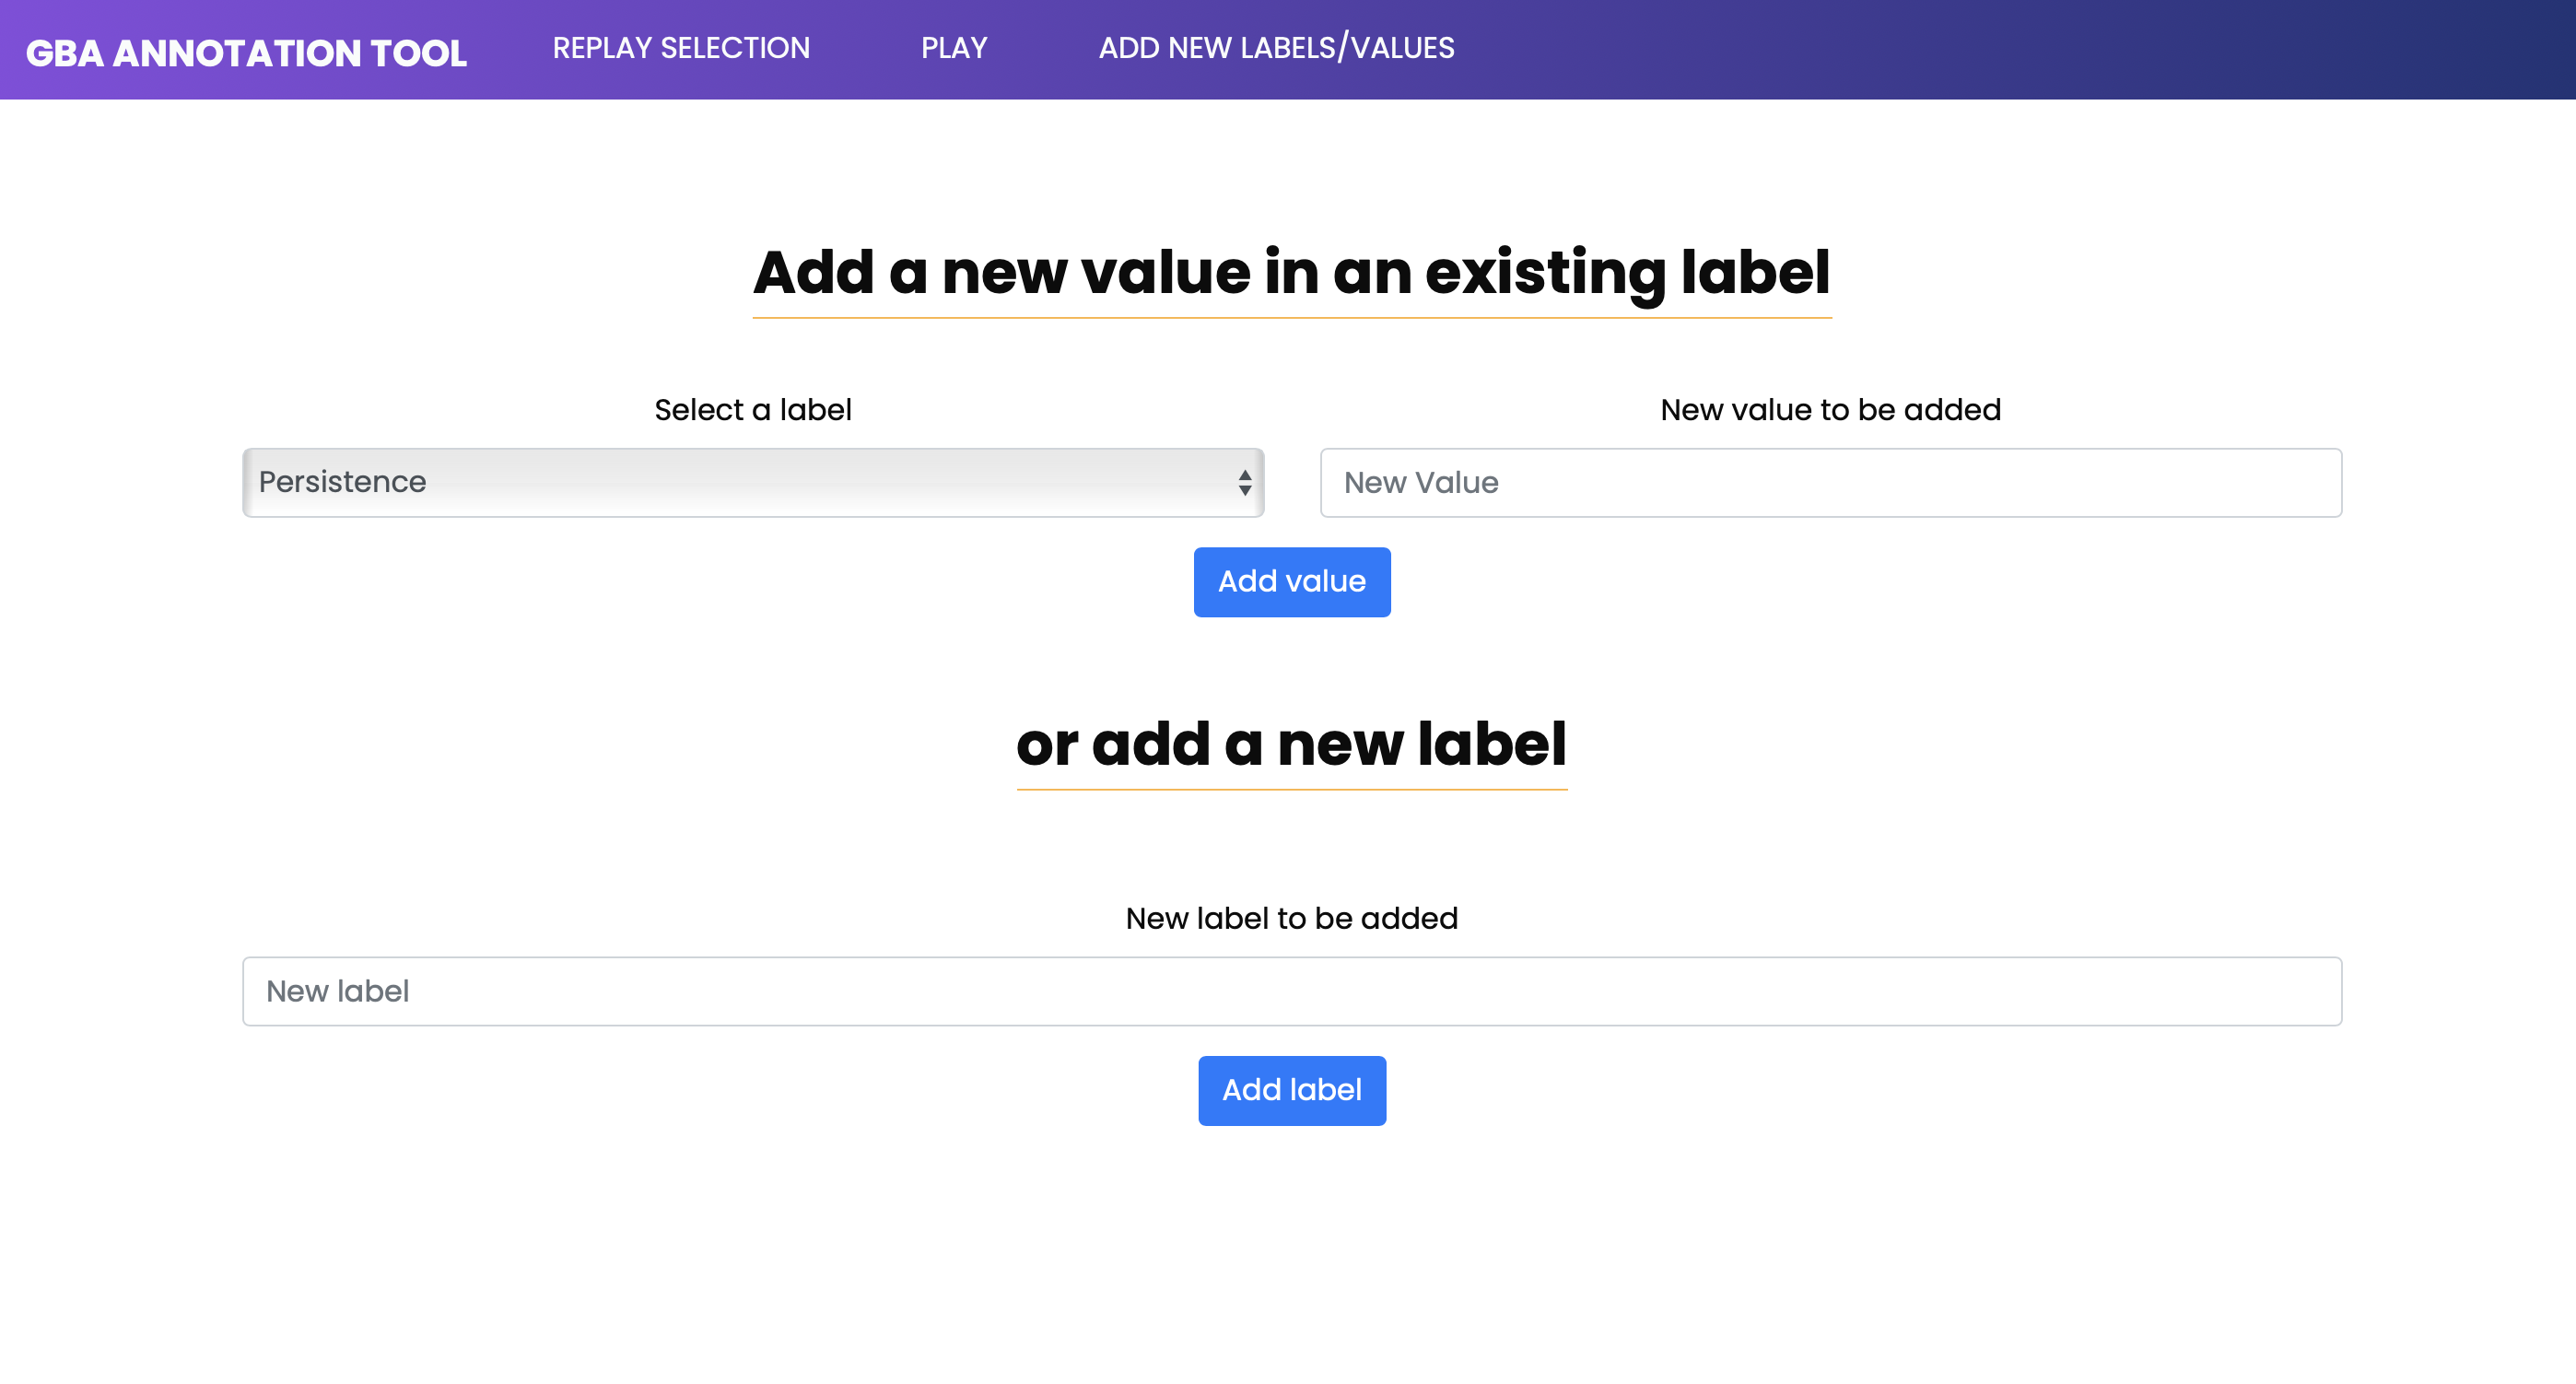 GBA ANNOTATION TOOL REPLAY SELECTION PLAY ADD NEW LABELS/VALUES
Add a new value in an existing label
Select a label
New value to be added
Persistence
New Value
Add value
or add a new label
New label to be added
New label
Add label